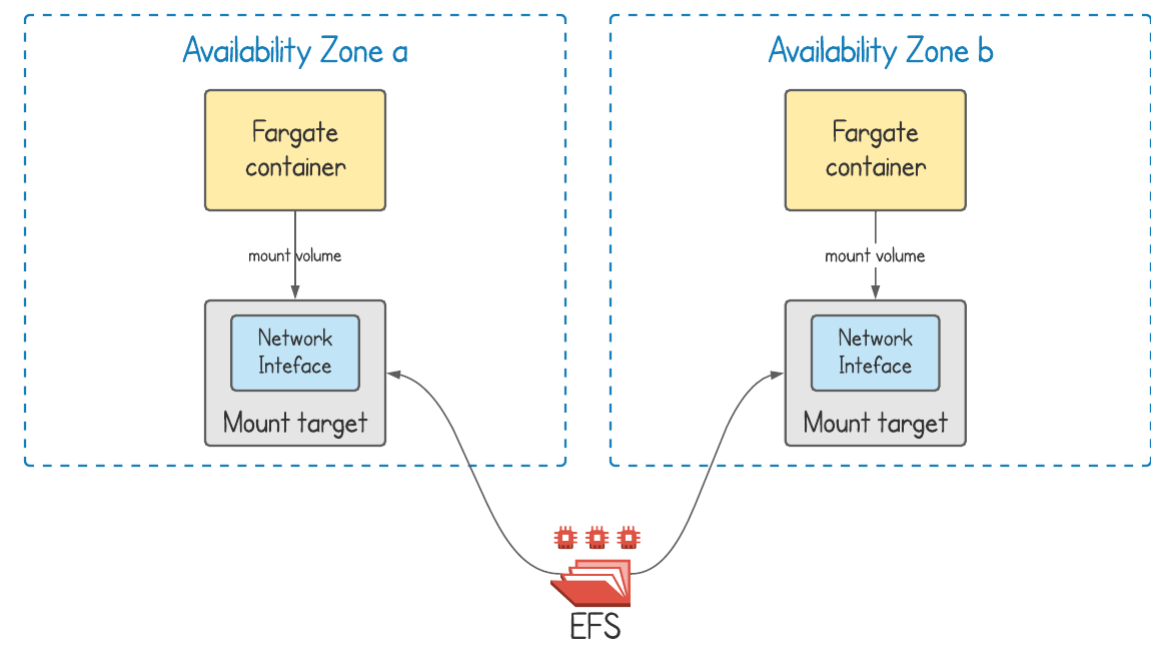 Availability Zone a
Fargate
container
mount volume
Network
Inteface
Mount target
Availability Zone b
Fargate
container
mount volume
Network
Inteface
Mount target
EFS